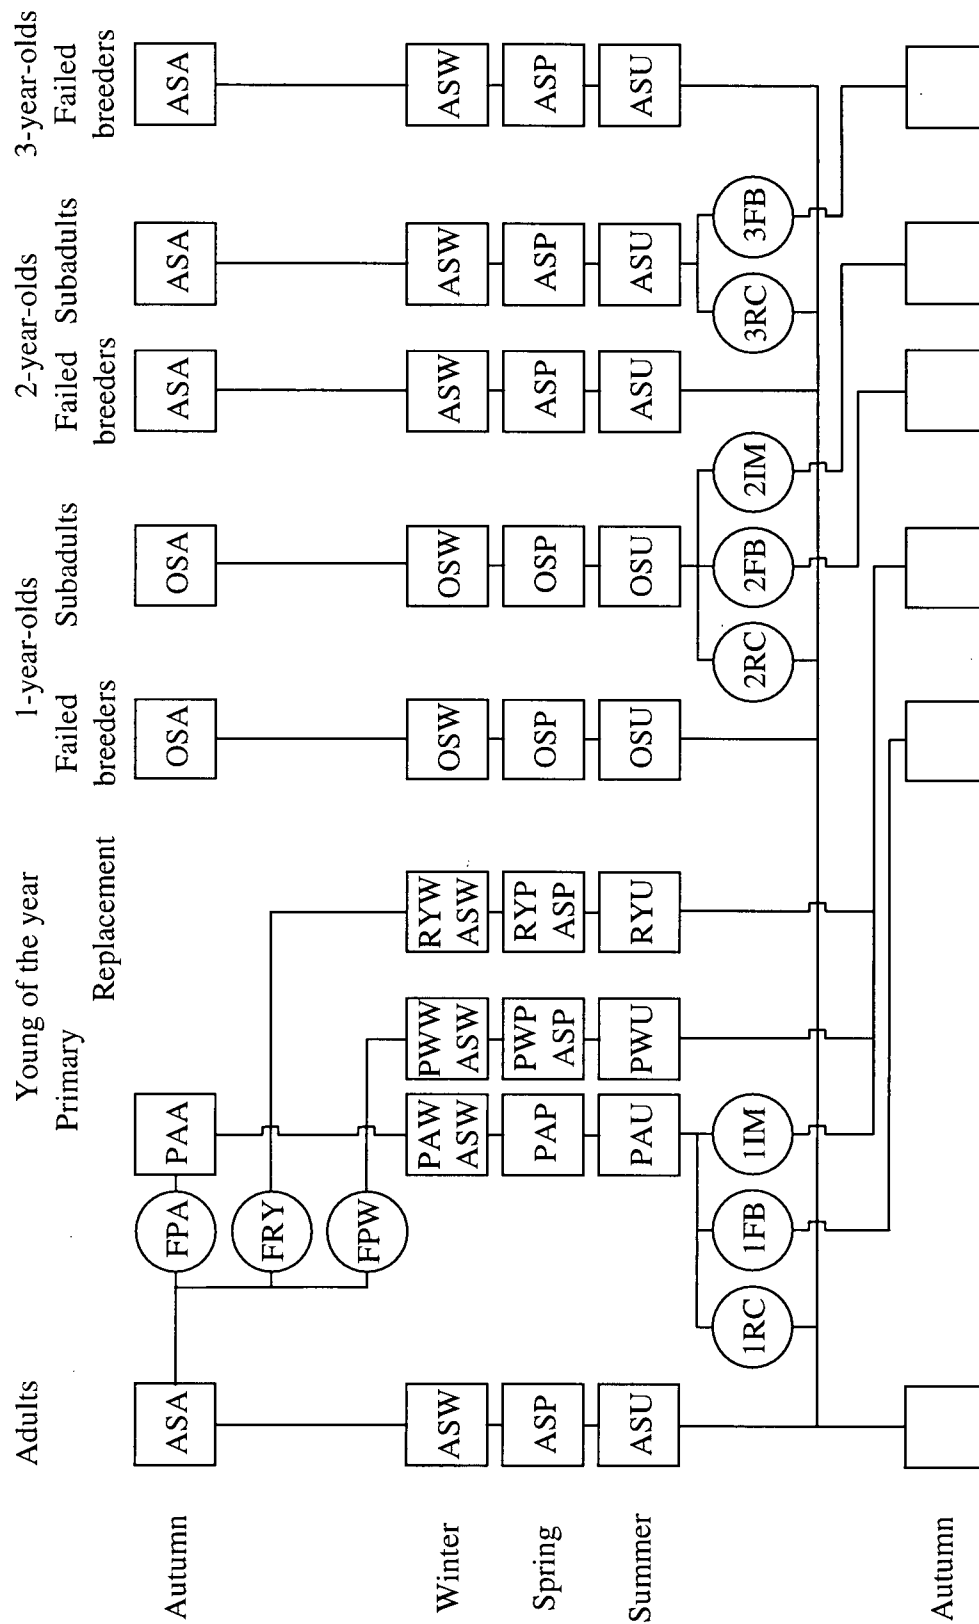 Adults
Young of the year
1-year-olds
2-year-olds
3-year-olds
Primary
Failed
Subadults
Failed
Subadults
Failed
Replacement
breeders
breeders
breeders
Autumn
ASA
FPA
PAA
OSA
OSA
ASA
ASA
ASA
FRY
FPW
Winter
ASW
PAW
ASW
PWW
ASW
RYW
ASW
OSW
OSW
ASW
ASW
ASW
Spring
ASP
PAP
PWP
ASP
RYP
ASP
OSP
OSP
ASP
ASP
ASP
Summer
ASU
PAU
PWU
RYU
OSU
OSU
ASU
ASU
ASU
1RC
1FB
1IM
2RC
2FB
2IM
3RC
3FB
Autumn